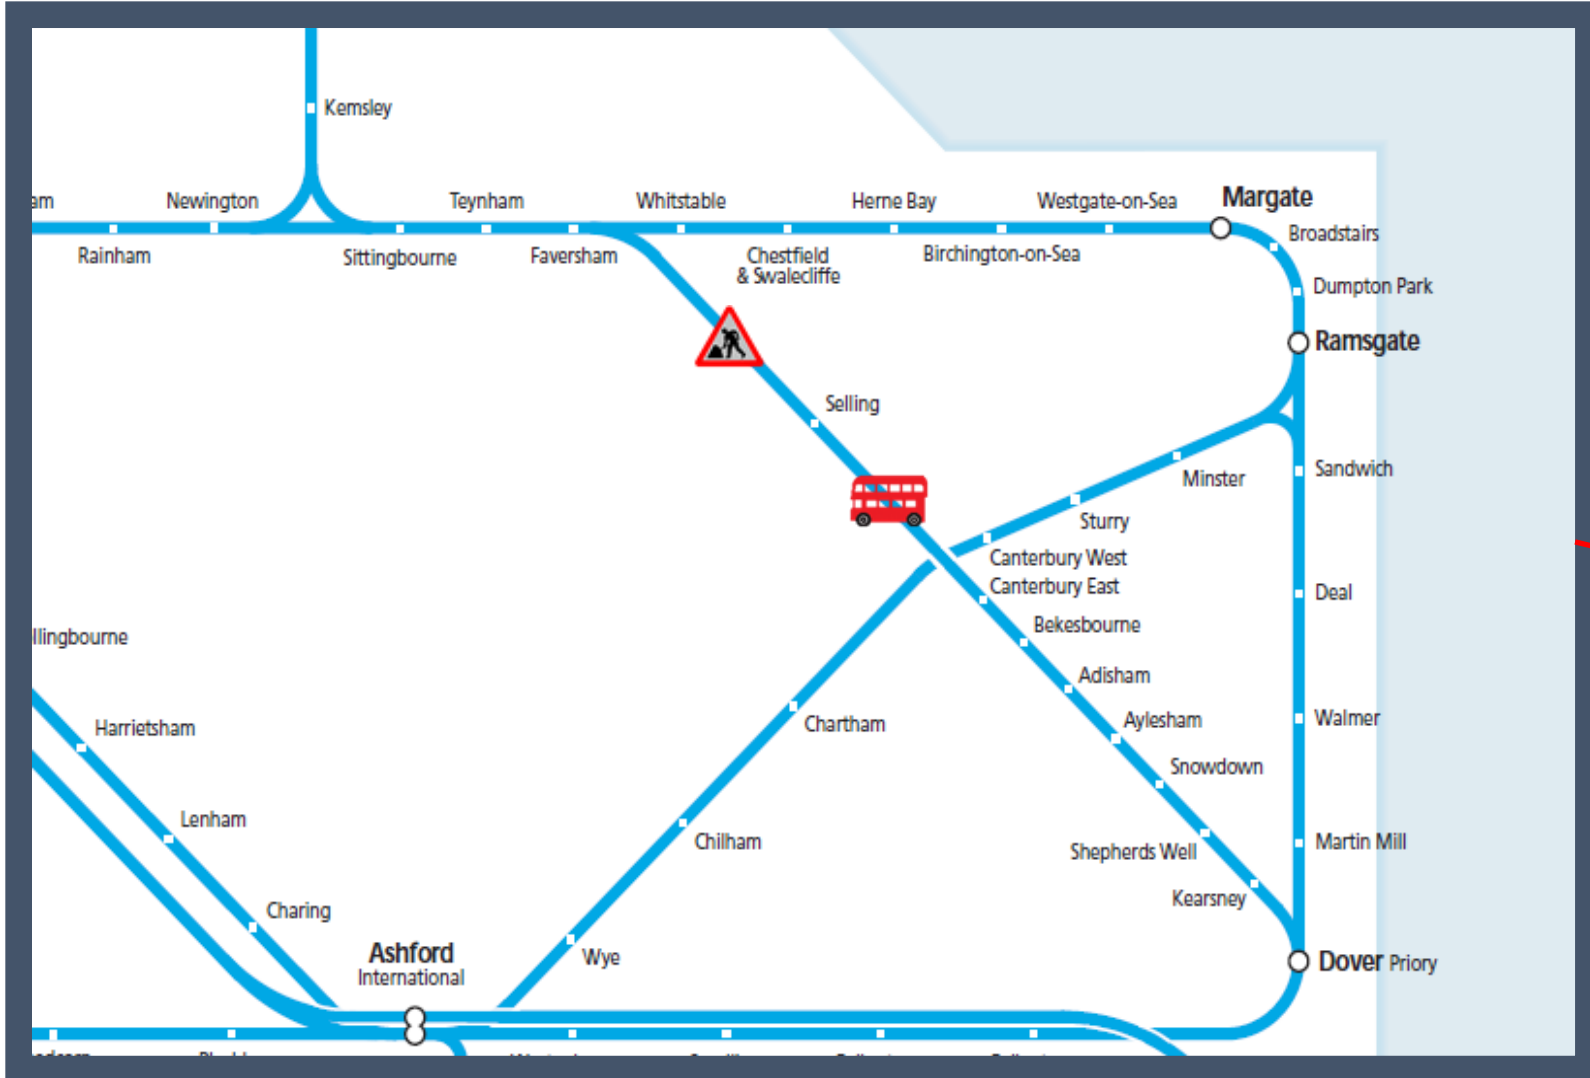 Kemsley
am
Newington
Teynham
Whitstable
Herne Bay
Westgate-on-Sea
Margate
Broadstairs
Rainham
Sittingbourne
Faversham
Chestfield
& Swalecliffe
Birchington-on-Sea
Dumpton Park
Ramsgate
Selling
Sandwich
Minster
Sturry
Canterbury West
Canterbury East
Deal
Bekesbourne
llingbourne
Adisham
Harrietsham
Chartham
Aylesham
Walmer
Snowdown
Lenham
Chilham
Shepherds Well
Martin Mill
Kearsney
Charing
Ashford
International
Wye
Dover Priory